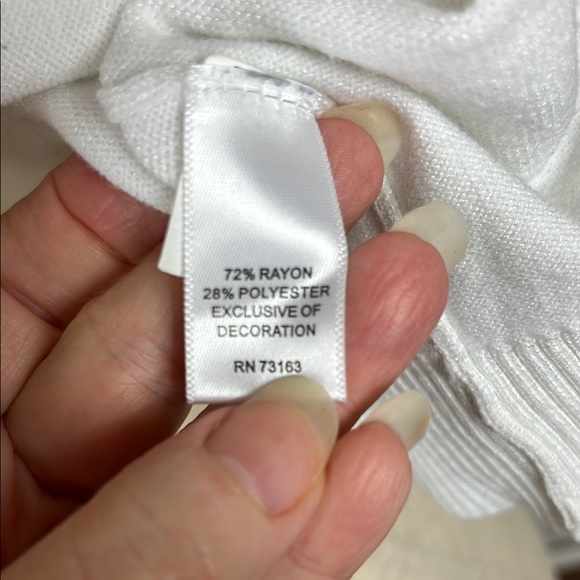 72% RAYON
28% POLYESTER
EXCLUSIVE OF
DECORATION
RN 73163